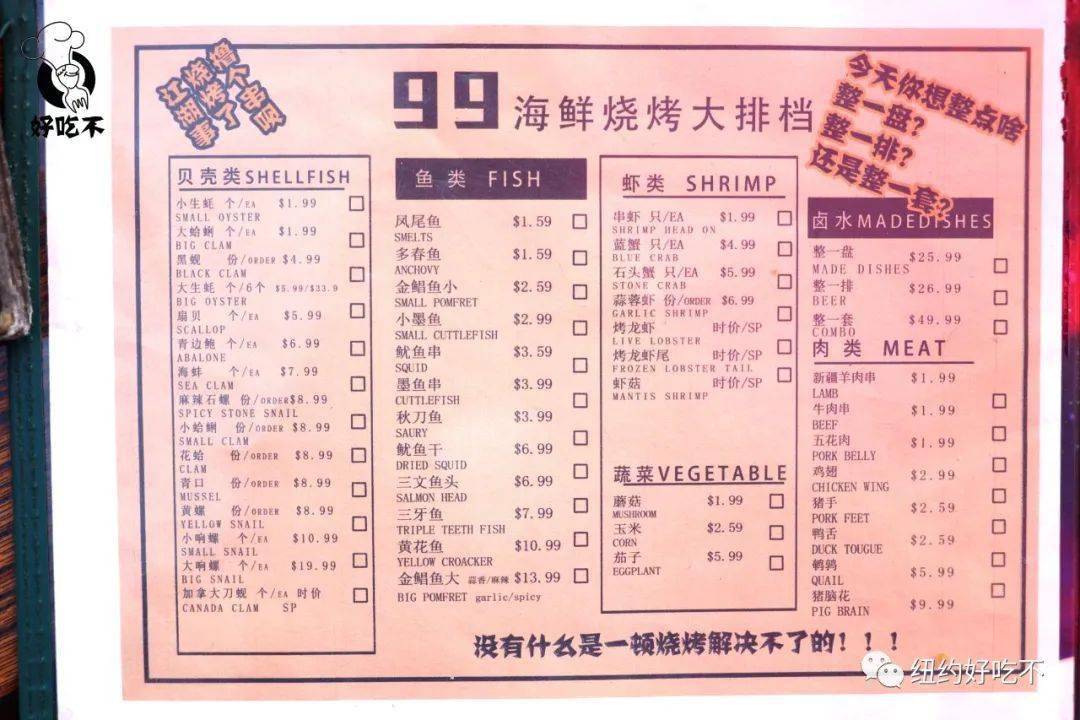 好吃不
江湖烧烤事
撸个串呗了
99 海鲜烧烤大排档
今天你想整点啥
整一盘?
整一排?
还是整一套?
贝壳类SHELLFISH
小生蚝 个/EA $1.99
SMALL OYSTER
大蛤蜊 个/EA $1.99
BIG CLAM
黑蚬 份/ORDER $4.99
BLACK CLAM
大生蚝 个/6个 $5.99/$33.9
BIG OYSTER
扇贝 个/EA $5.99
SCALLOP
青边鲍 个/EA $6.99
ABALONE
海蚌 个/EA $7.99
SEA CLAM
麻辣石螺 份/ORDER$8.99
SPICY STONE SNAIL
小蛤蜊 份/ORDER $8.99
SMALL CLAM
花蛤 份/ORDER $8.99
CLAM
青口 份/ORDER $8.99
MUSSEL
黄螺 份/ORDER $8.99
YELLOW SNAIL
小响螺 个/EA $10.99
SMALL SNAIL
大响螺 个/EA $19.99
BIG SNAIL
加拿大刀蚬 个/EA 时价
CANADA CLAM SP
鱼类 FISH
凤尾鱼 $1.59
SMELTS
多春鱼 $1.59
ANCHOVY
金鲳鱼小 $2.59
SMALL POMFRET
小墨鱼 $2.99
SMALL CUTTLEFISH
鱿鱼串 $3.59
SQUID
墨鱼串 $3.99
CUTTLEFISH
秋刀鱼 $3.99
SAURY
鱿鱼干 $6.99
DRIED SQUID
三文鱼头 $6.99
SALMON HEAD
三牙鱼 $7.99
TRIPLE TEETH FISH
黄花鱼 $10.99
YELLOW CROACKER
金鲳鱼大 蒜香/麻辣 $13.99
BIG POMFRET garlic/spicy
虾类 SHRIMP
串虾 只/EA $1.99
SHRIMP HEAD ON
蓝蟹 只/EA $4.99
BLUE CRAB
石头蟹 只/EA $5.99
STONE CRAB
蒜蓉虾 份/ORDER $6.99
GARLIC SHRIMP
烤龙虾 时价/SP
LIVE LOBSTER
烤龙虾尾 时价/SP
FROZEN LOBSTER TAIL
虾菇 时价/SP
MANTIS SHRIMP
蔬菜VEGETABLE
蘑菇 $1.99
MUSHROOM
玉米 $2.59
CORN
茄子 $5.99
EGGPLANT
卤水MADEDISHES
整一盘 $25.99
MADE DISHES
整一排 $26.99
BEER
整一套 $49.99
COMBO
肉类 MEAT
新疆羊肉串 $1.99
LAMB
牛肉串 $1.99
BEEF
五花肉 $1.99
PORK BELLY
鸡翅 $2.99
CHICKEN WING
猪手 $2.59
PORK FEET
鸭舌 $2.59
DUCK TOUGUE
鹌鹑 $5.99
QUAIL
猪脑花 $9.99
PIG BRAIN
没有什么是一顿烧烤解决不了的!!!
纽约好吃不